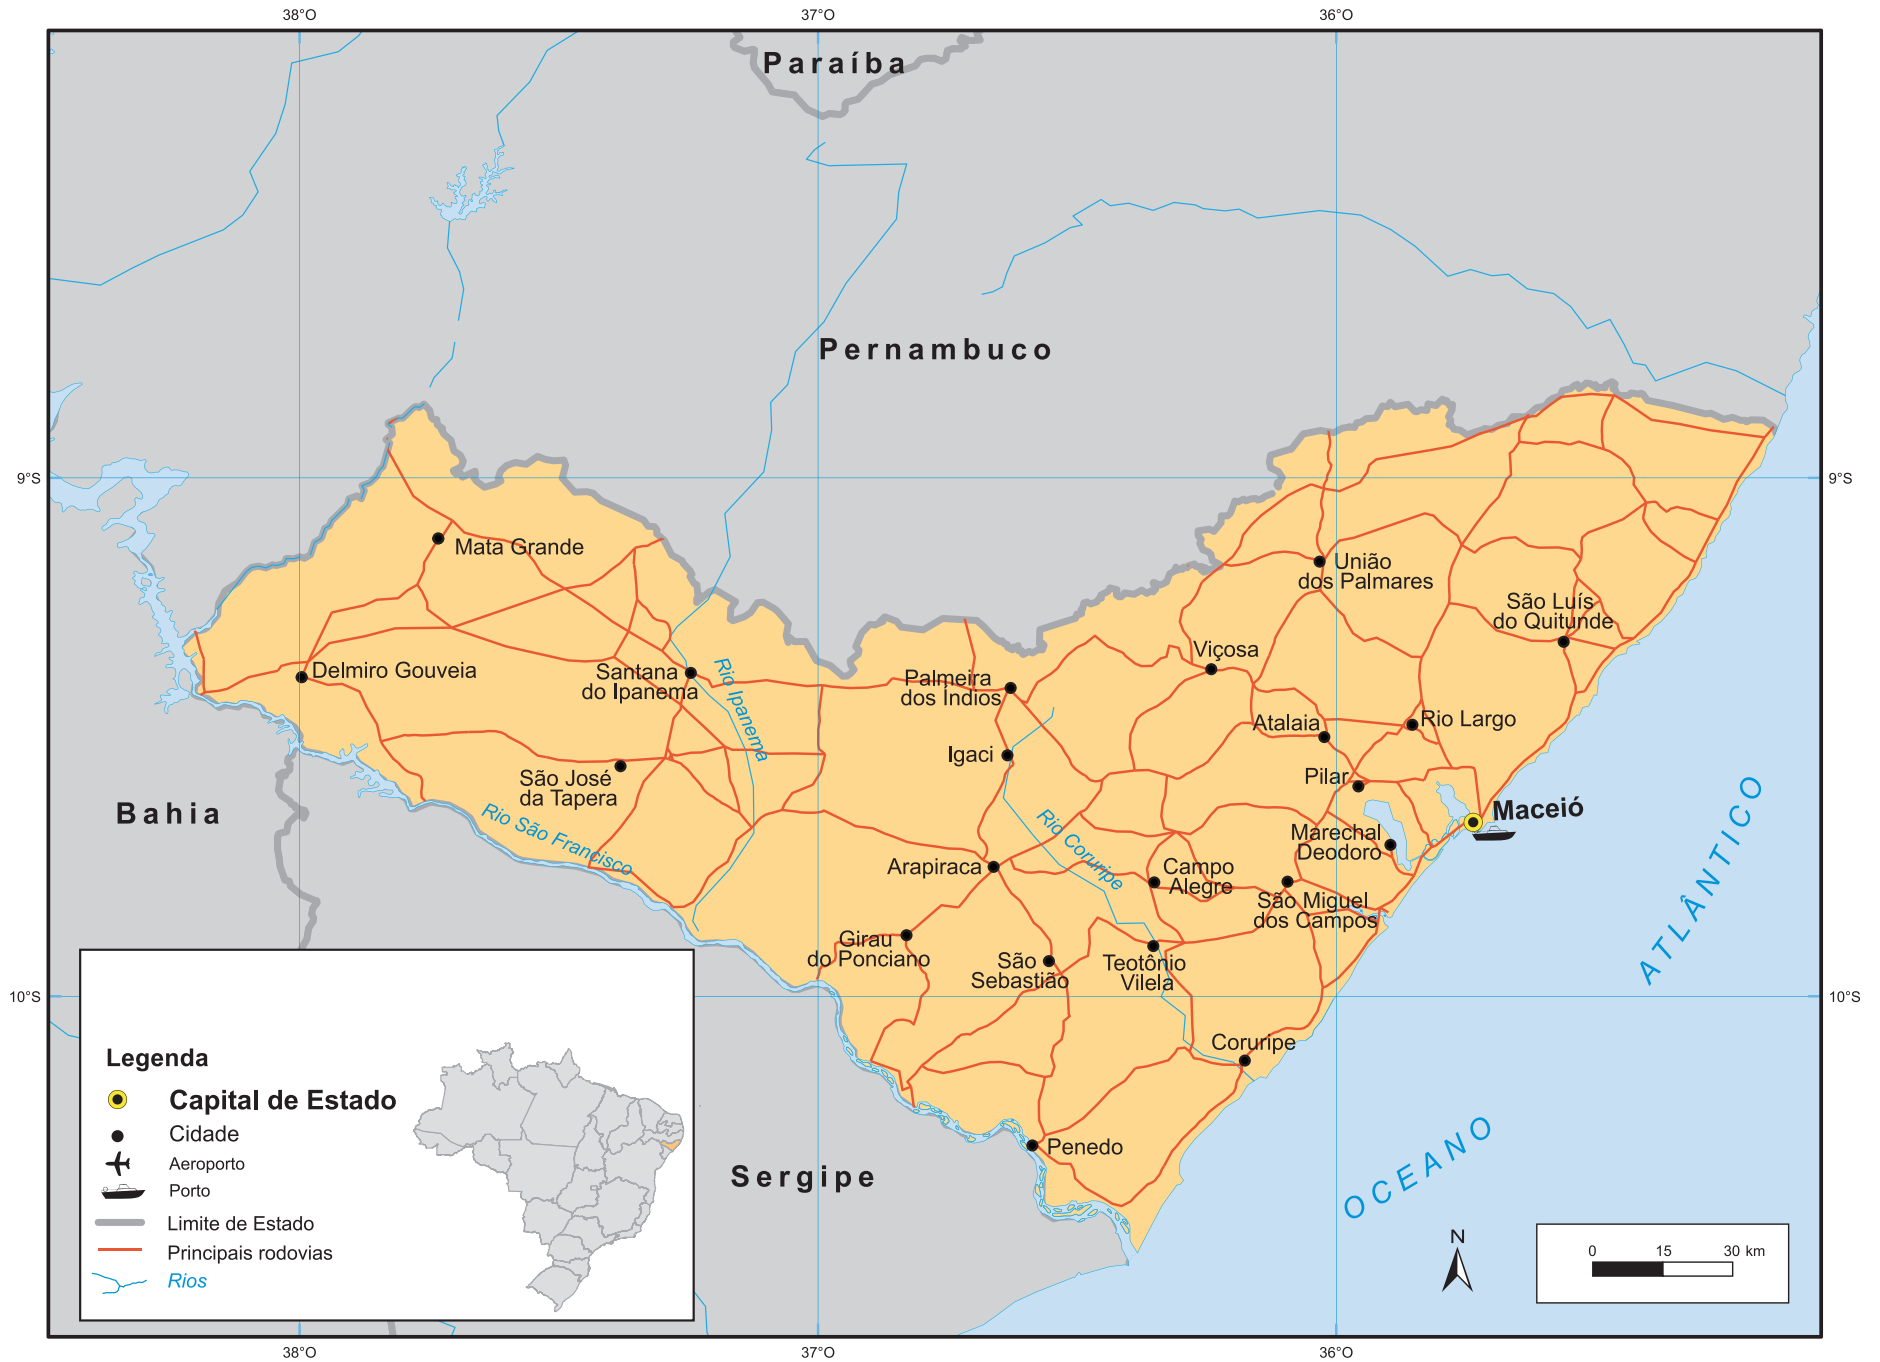 38°O
37°O
36°O
Paraíba
Pernambuco
9°S
9°S
Mata Grande
União
dos Palmares
São Luís
do Quitunde
Viçosa
Delmiro Gouveia
Santana
do Ipanema
Rio Ipanema
Palmeira
dos Índios
Atalaia
Rio Largo
Igaci
Pilar
São José
da Tapera
Bahia
Rio São Francisco
Rio Coruripe
Maceió
Marechal
Deodoro
Arapiraca
Campo
Alegre
São Miguel
dos Campos
ATLÂNTICO
Girau
do Ponciano
São
Sebastião
Teotônio
Vilela
10°S
10°S
Coruripe
Penedo
Sergipe
OCEANO
Legenda
Capital de Estado
Cidade
Aeroporto
Porto
Limite de Estado
Principais rodovias
Rios
N
0 15 30 km
38°O
37°O
36°O